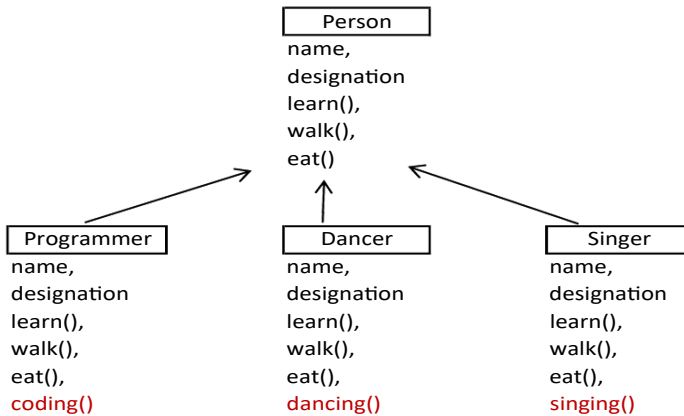 Person
name,
designation
learn(),
walk(),
eat()
Programmer
name,
designation
learn(),
walk(),
eat(),
coding()
Dancer
name,
designation
learn(),
walk(),
eat(),
dancing()
Singer
name,
designation
learn(),
walk(),
eat(),
singing()